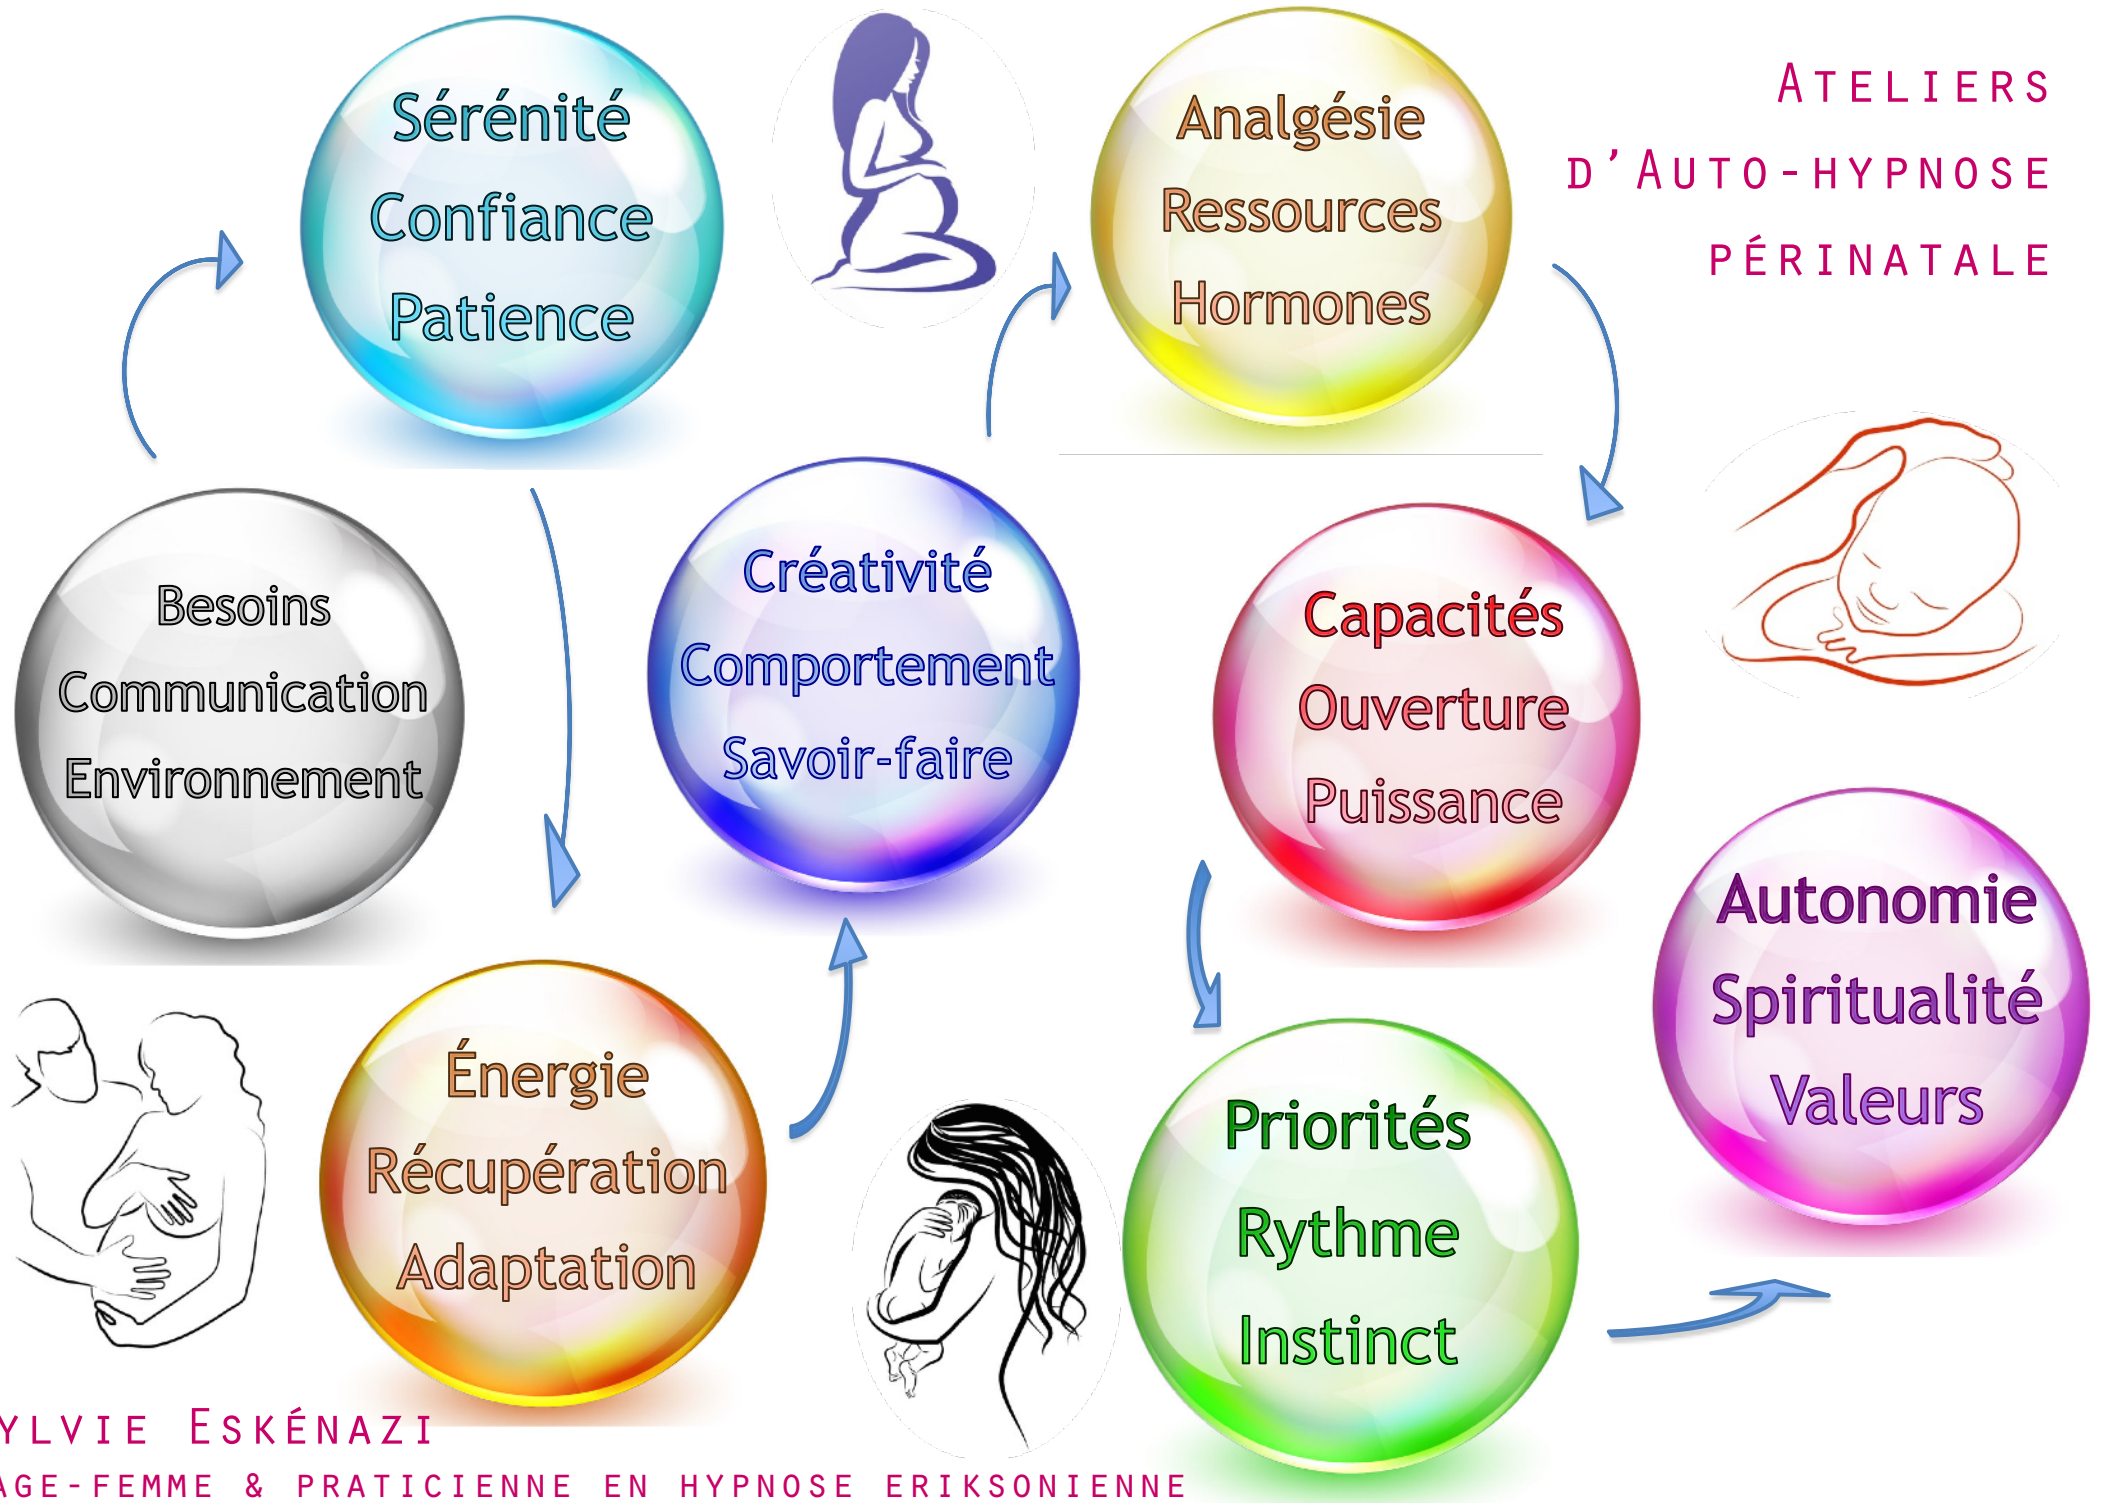 Ateliers
d'Auto-hypnose
périnatale
Besoins
Communication
Environnement
Sérénité
Confiance
Patience
Énergie
Récupération
Adaptation
Créativité
Comportement
Savoir-faire
Analgésie
Ressources
Hormones
Capacités
Ouverture
Puissance
Priorités
Rythme
Instinct
Autonomie
Spiritualité
Valeurs
ylvie Eskénazi
age-femme & praticienne en hypnose eriksonienne